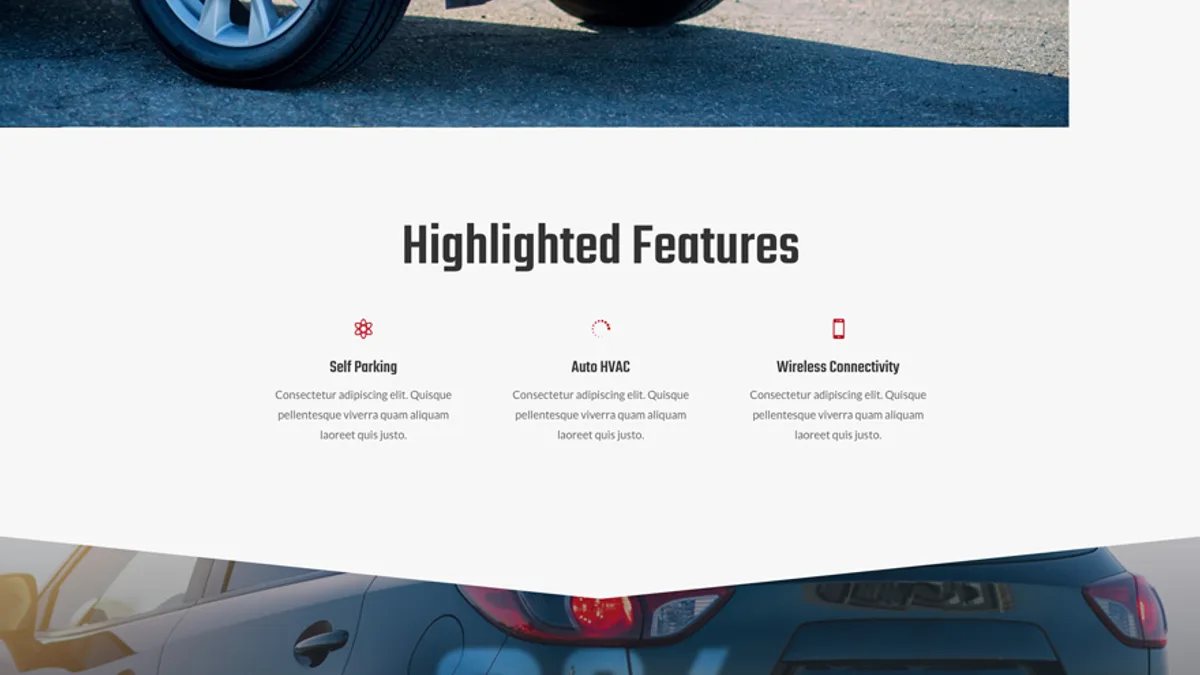 Highlighted Features
Self Parking
Consectetur adipiscing elit. Quisque
pellentesque viverra quam aliquam
laoreet quis justo.
Auto HVAC
Consectetur adipiscing elit. Quisque
pellentesque viverra quam aliquam
laoreet quis justo.
Wireless Connectivity
Consectetur adipiscing elit. Quisque
pellentesque viverra quam aliquam
laoreet quis justo.